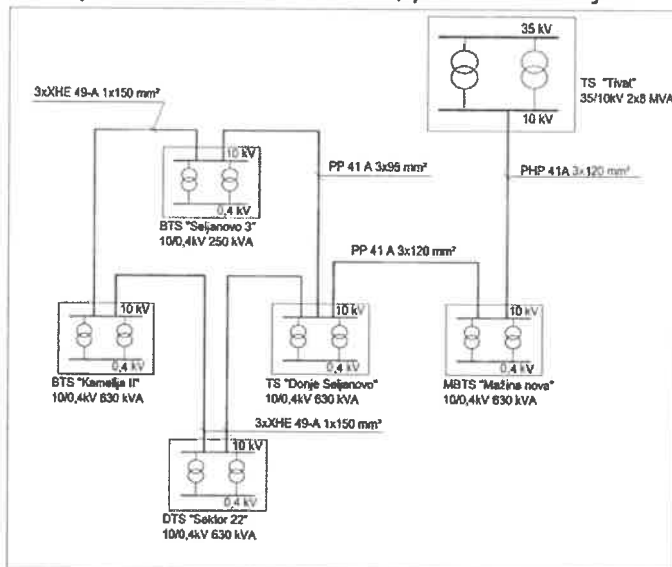 35 kV
TS "Tivat"
35/10kV 2x8 MVA
10 kV
3xXHE 49-A 1x150 mm²
10 kV
0,4 kV
BTS "Seljanovo 3"
10/0,4kV 250 kVA
PP 41 A 3x95 mm²
PHP 41A 3x120 mm²
PP 41 A 3x120 mm²
10 kV
0,4 kV
BTS "Kamelija II"
10/0,4kV 630 kVA
10 kV
0,4 kV
TS "Donje Seljanovo"
10/0,4kV 630 kVA
10 kV
0,4 kV
MBTS "Mažina nova"
10/0,4kV 630 kVA
3xXHE 49-A 1x150 mm²
10 kV
0,4 kV
DTS "Sektor 22"
10/0,4kV 630 kVA